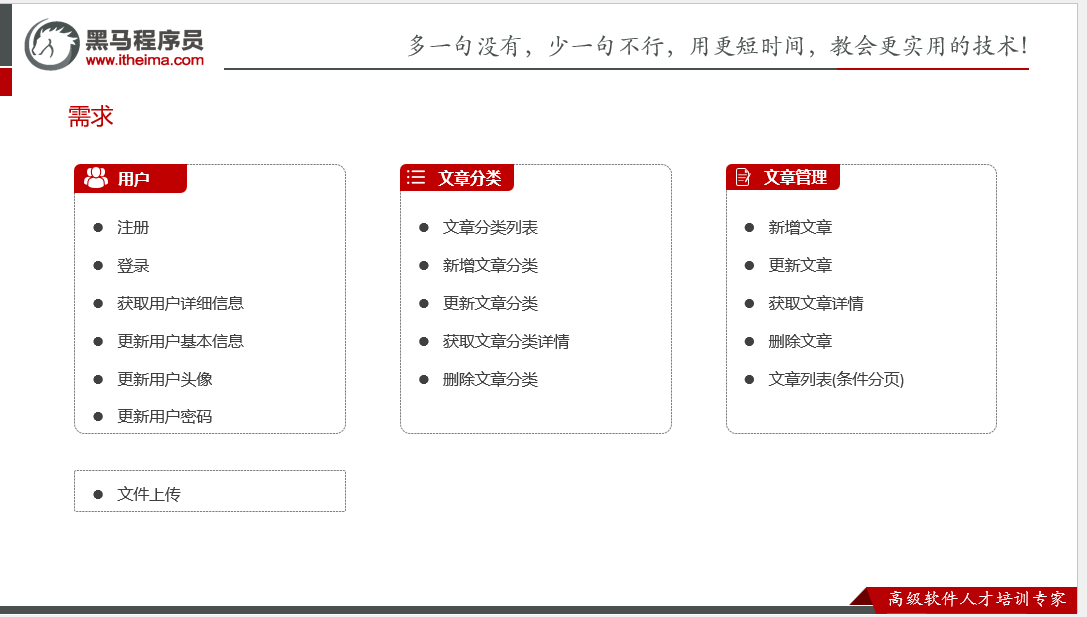 黑马程序员
www.itheima.com
多一句没有，少一句不行，用更短时间，教会更实用的技术！
需求
用户
注册
登录
获取用户详细信息
更新用户基本信息
更新用户头像
更新用户密码
文章分类
文章分类列表
新增文章分类
更新文章分类
获取文章分类详情
删除文章分类
文章管理
新增文章
更新文章
获取文章详情
删除文章
文章列表(条件分页)
文件上传
高级软件人才培训专家